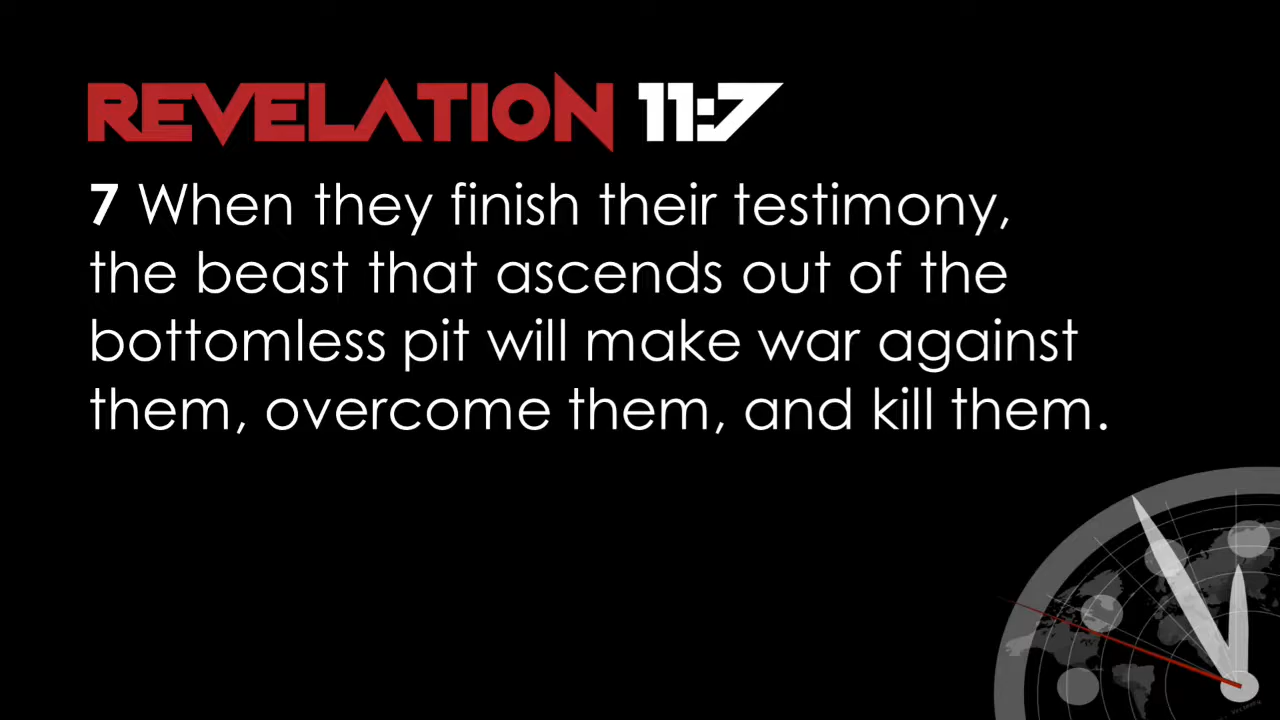 REVELATION 11:7
7 When they finish their testimony,
the beast that ascends out of the
bottomless pit will make war against
them, overcome them, and kill them.